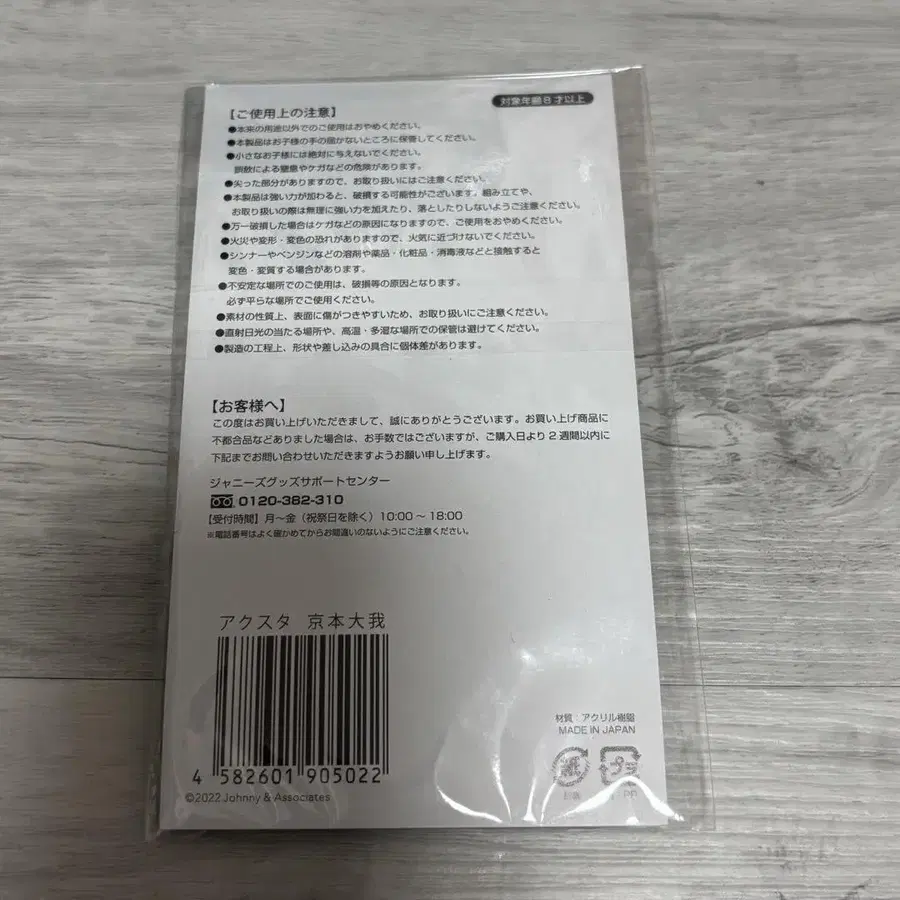 対象年齢8才以上
【ご使用上の注意】
●本来の用途以外でのご使用はおやめください。
●本製品はお子様の手の届かないところに保管してください。
●小さなお子様には絶対に与えないでください。
誤飲による窒息やケガなどの危険があります。
●尖った部分がありますので、お取り扱いにはご注意ください。
●本製品は強い力が加わると、破損する可能性がございます。組み立てや、
お取り扱いの際は無理に強い力を加えたり、落としたりしないようご注意ください。
●万一破損した場合はケガなどの原因になりますので、ご使用をおやめください。
●火災や変形・変色の恐れがありますので、火気に近づけないでください。
●シンナーやベンジンなどの溶剤や薬品・化粧品・消毒液などと接触すると
変色・変質する場合があります。
●不安定な場所でのご使用は、破損等の原因となります。
必ず平らな場所でご使用ください。
●素材の性質上、表面に傷がつきやすいため、お取り扱いにご注意ください。
●直射日光の当たる場所や、高温・多湿な場所での保管は避けてください。
●製造の工程上、形状や差し込みの具合に個体差があります。
【お客様へ】
この度はお買い上げいただきまして、誠にありがとうございます。お買い上げ商品に
不都合品などありました場合は、お手数ではございますが、ご購入日より2週間以内に
下記までお問い合わせいただきますようお願い申し上げます。
ジャニーズグッズサポートセンター
0120-382-310
【受付時間】月〜金（祝祭日を除く）10:00〜18:00
※電話番号はよく確かめてからお間違いのないようにご注意ください。
アクスタ 京本大我
4 582601 905022
©2022 Johnny & Associates
材質：アクリル樹脂
MADE IN JAPAN
紙 プラ
台紙 PP